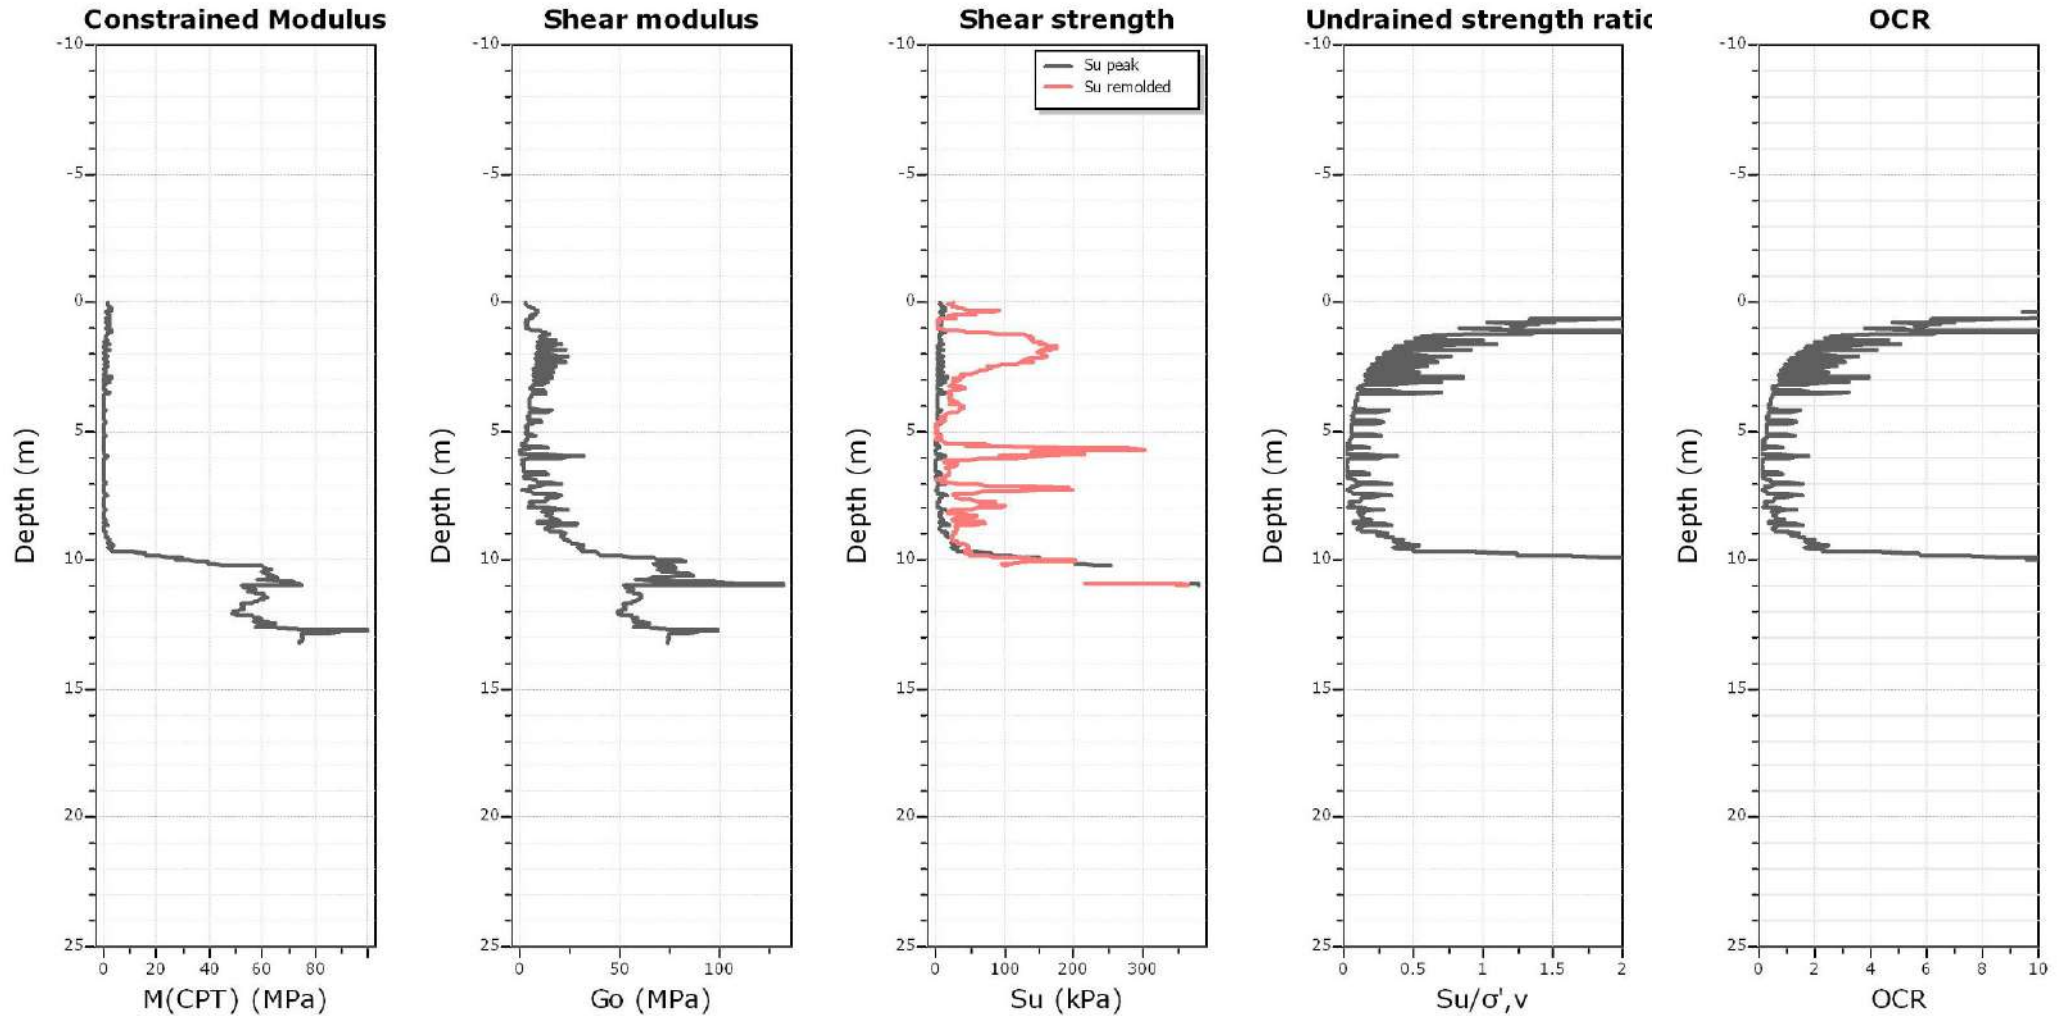 Constrained Modulus
-10
-5
0
5
10
15
20
25
Depth (m)
0 20 40 60 80
M(CPT) (MPa)
Shear modulus
-10
-5
0
5
10
15
20
25
Depth (m)
0 50 100
Go (MPa)
Shear strength
Su peak
Su remolded
-10
-5
0
5
10
15
20
25
Depth (m)
0 100 200 300
Su (kPa)
Undrained strength ratio
-10
-5
0
5
10
15
20
25
Depth (m)
0 0.5 1 1.5 2
Su/σ',v
OCR
-10
-5
0
5
10
15
20
25
Depth (m)
0 2 4 6 8 10
OCR